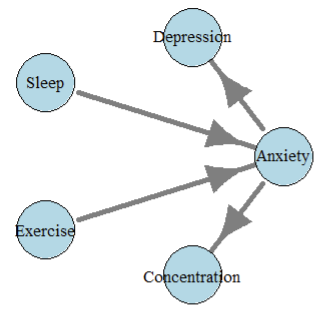 Depression
Sleep
Anxiety
Exercise
Concentration